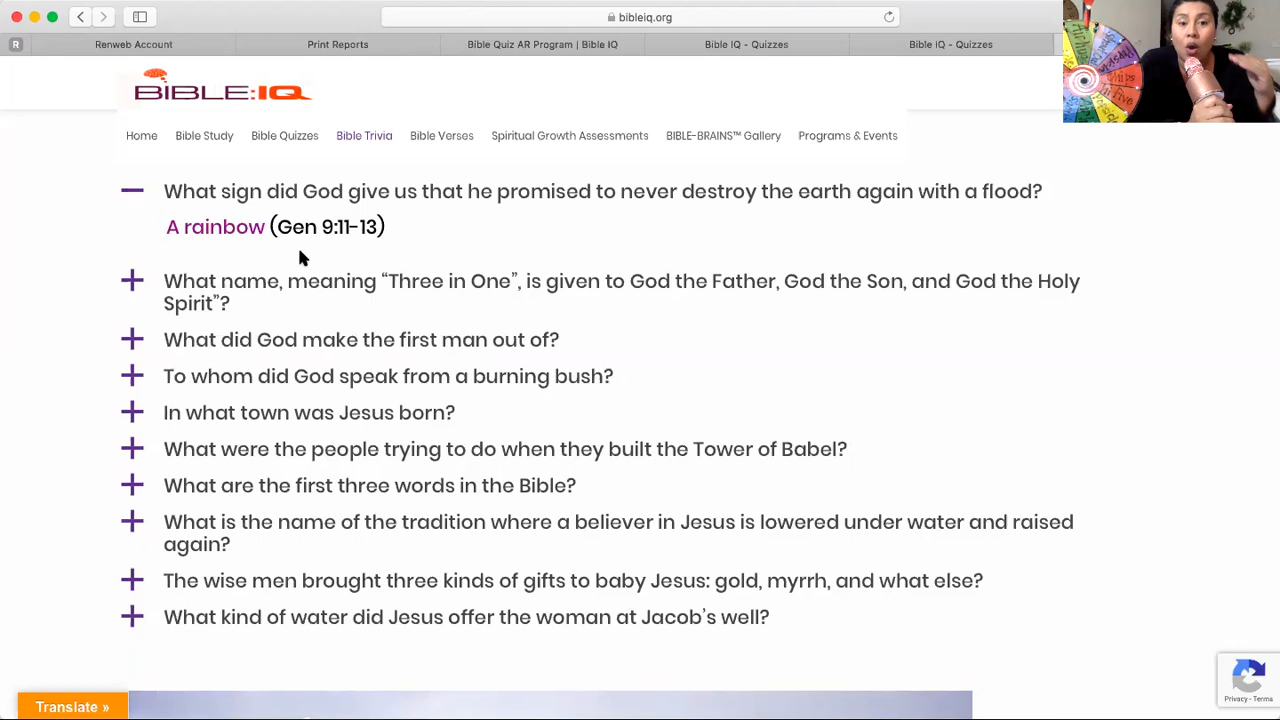 bibleiq.org
R
Renweb Account
Print Reports
Bible Quiz AR Program | Bible IQ
Bible IQ - Quizzes
Bible IQ - Quizzes
BIBLE:IQ
Home Bible Study Bible Quizzes Bible Trivia Bible Verses Spiritual Growth Assessments BIBLE-BRAINS™ Gallery Programs & Events
What sign did God give us that he promised to never destroy the earth again with a flood?
A rainbow (Gen 9:11-13)
What name, meaning “Three in One”, is given to God the Father, God the Son, and God the Holy
Spirit”?
What did God make the first man out of?
To whom did God speak from a burning bush?
In what town was Jesus born?
What were the people trying to do when they built the Tower of Babel?
What are the first three words in the Bible?
What is the name of the tradition where a believer in Jesus is lowered under water and raised
again?
The wise men brought three kinds of gifts to baby Jesus: gold, myrrh, and what else?
What kind of water did Jesus offer the woman at Jacob’s well?
Privacy - Terms
Translate »